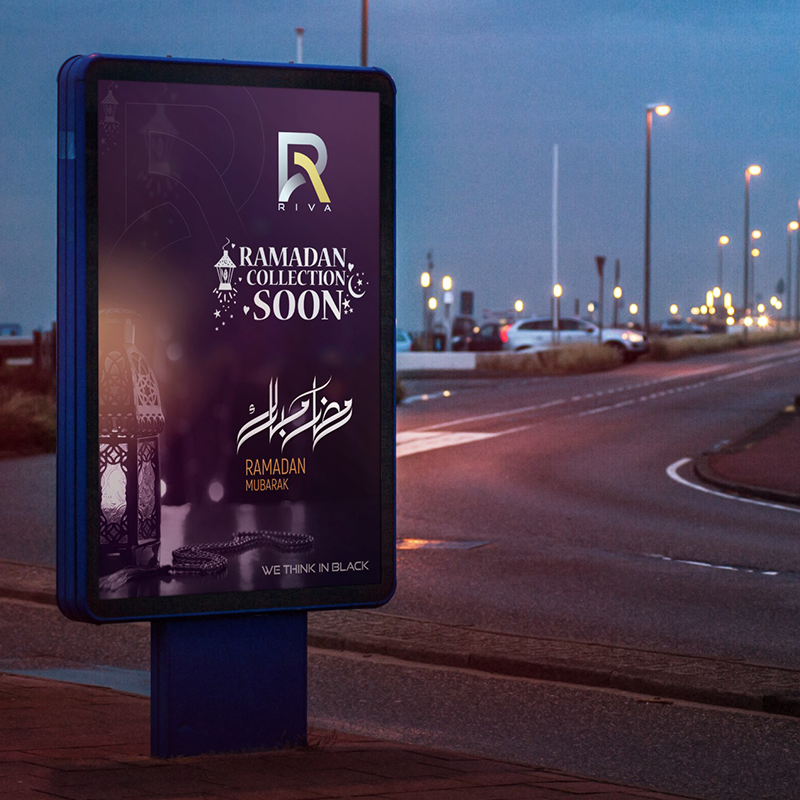 RIVA
RAMADAN
COLLECTION
SOON
رمضان مبارك
RAMADAN
MUBARAK
WE THINK IN BLACK